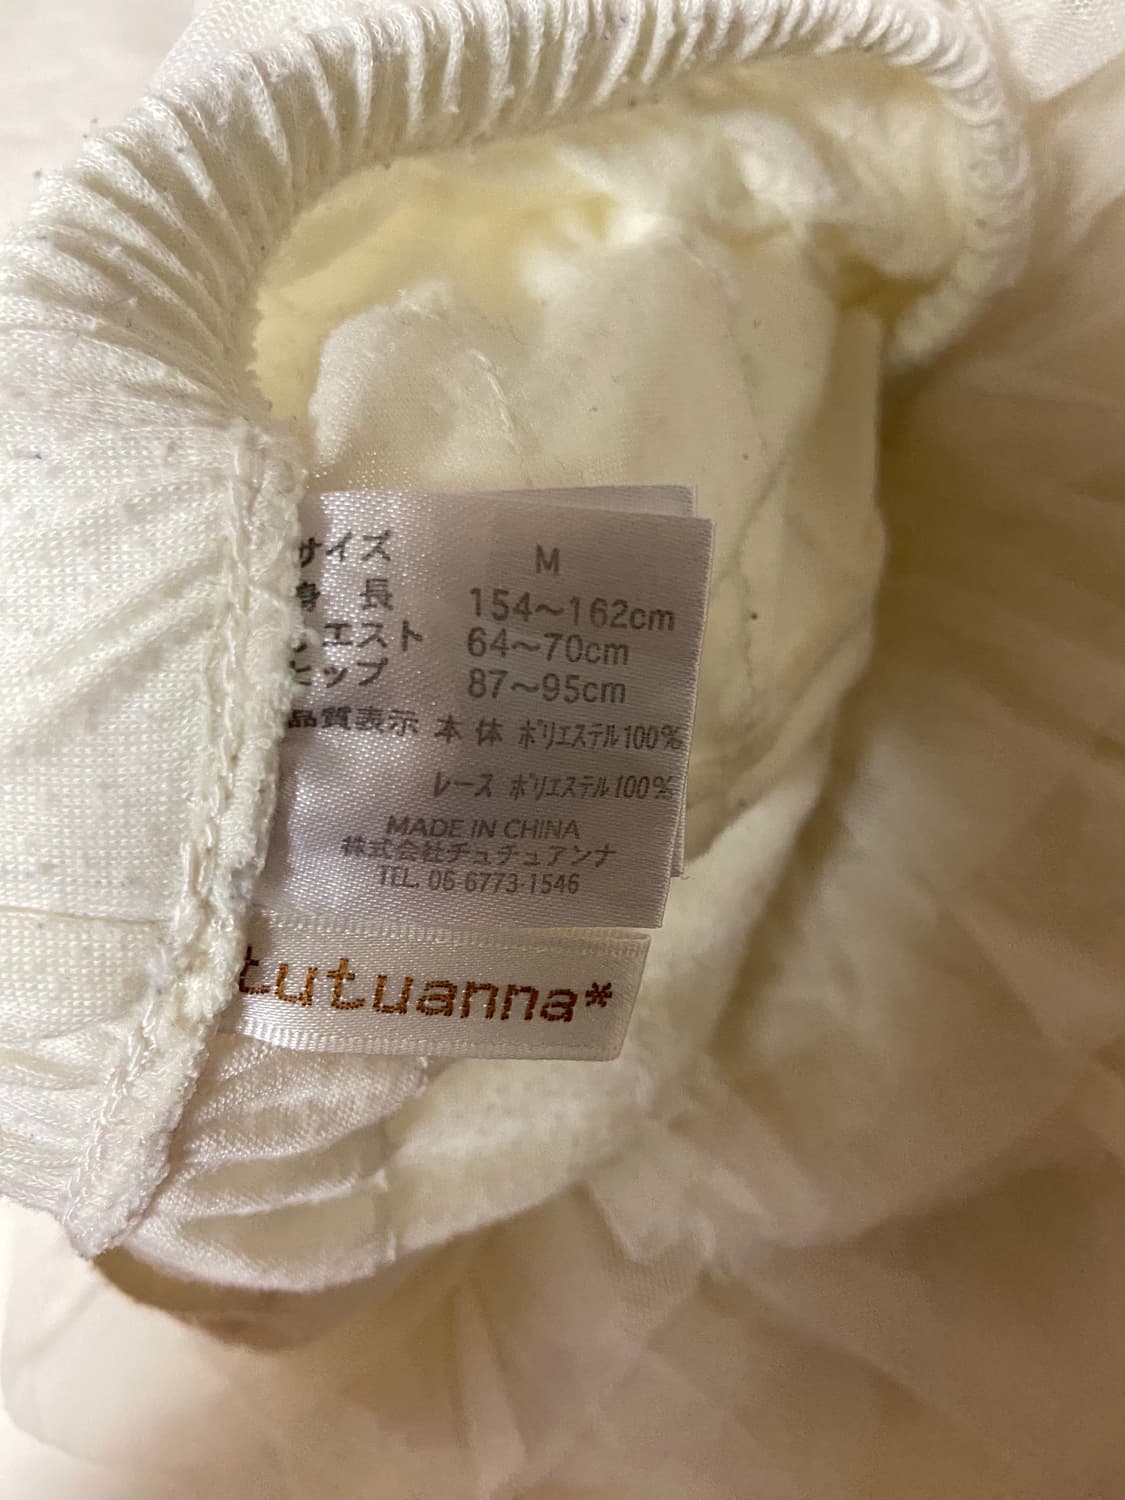 サイズ M
身 長 154～162cm
ウエスト 64～70cm
ヒップ 87～95cm
品質表示 本 体 ポリエステル100%
レース ポリエステル100%
MADE IN CHINA
株式会社チュチュアンナ
TEL. 06-6773-1546
tutuanna*